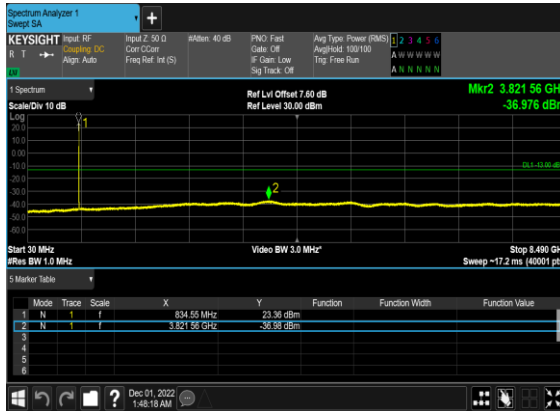 Spectrum Analyzer 1
Swept SA
+
KEYSIGHT Input: RF Input Z: 50 Ω #Atten: 40 dB PNO: Fast Avg Type: Power (RMS) 1 2 3 4 5 6
R T Coupling: DC Corr CCorr Gate: Off Avg|Hold: 100/100 A W W W W W
Align: Auto Freq Ref: Int (S) IF Gain: Low Trig: Free Run
LXI Sig Track: Off A N N N N N
1 Spectrum Ref Lvl Offset 7.60 dB Mkr2 3.821 56 GH
Scale/Div 10 dB Ref Level 30.00 dBm -36.976 dBm
Log
1
20.0
10.0
0.00
-10.0
DL1 -13.00 dB
-20.0
-30.0
2
-40.0
-50.0
-60.0
Start 30 MHz Video BW 3.0 MHz* Stop 8.490 GH
#Res BW 1.0 MHz Sweep ~17.2 ms (40001 pt
5 Marker Table
Mode Trace Scale X Y Function Function Width Function Value
1 N 1 f 834.55 MHz 23.36 dBm
2 N 1 f 3.821 56 GHz -36.98 dBm
3
4
5
6
? Dec 01, 2022
1:48:18 AM